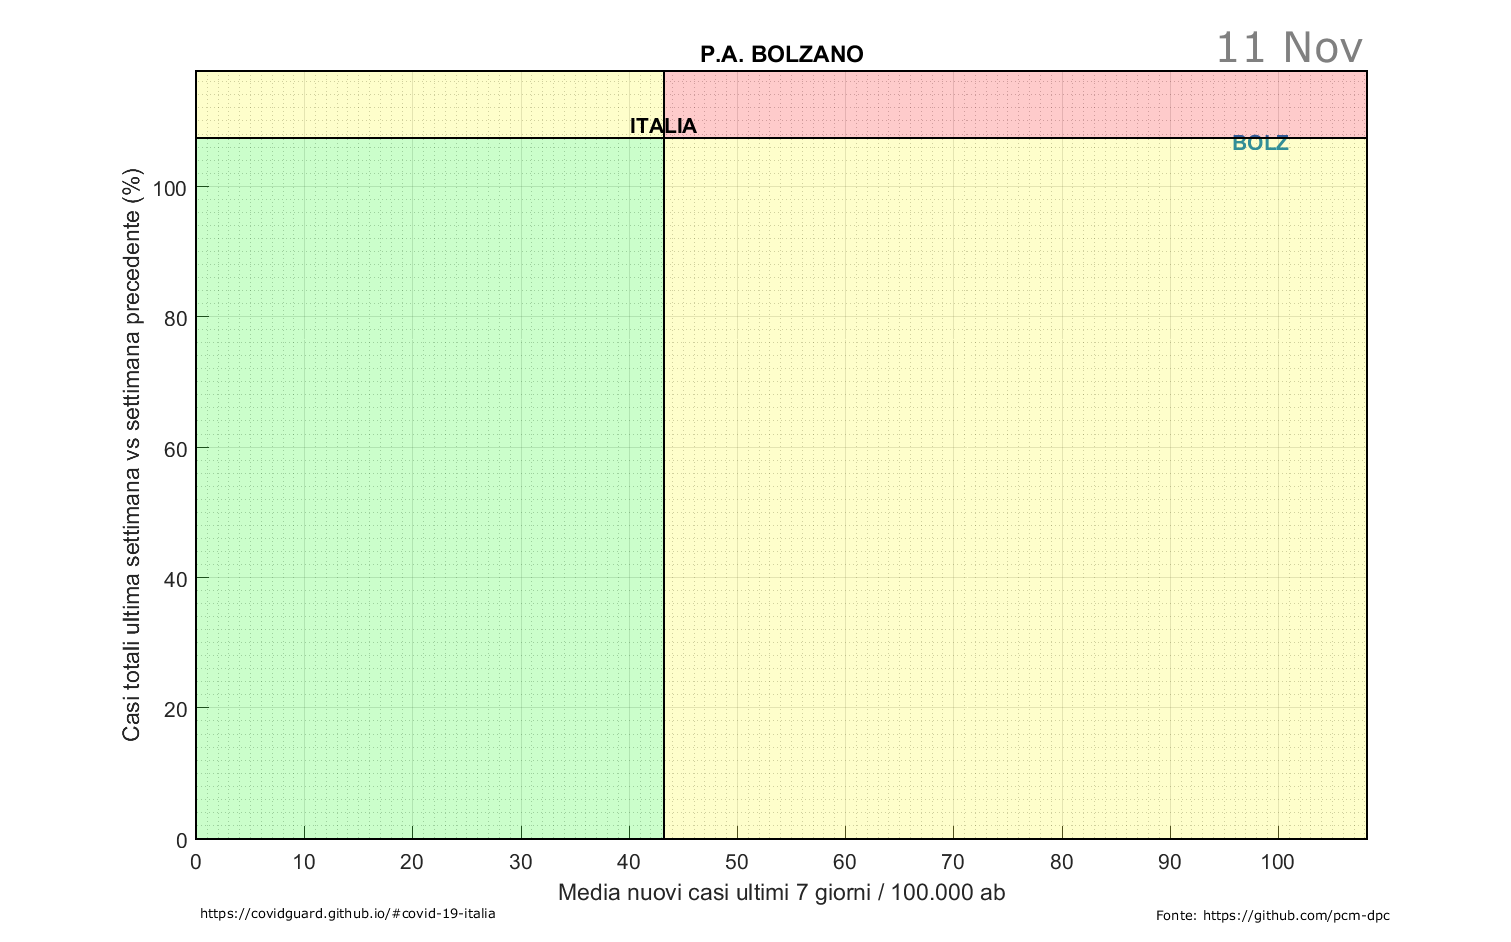 11 Nov
P.A. BOLZANO
ITALIA
BOLZ
Casi totali ultima settimana vs settimana precedente (%)
100
80
60
40
20
0
0 10 20 30 40 50 60 70 80 90 100
Media nuovi casi ultimi 7 giorni / 100.000 ab
https://covidguard.github.io/#covid-19-italia
Fonte: https://github.com/pcm-dpc